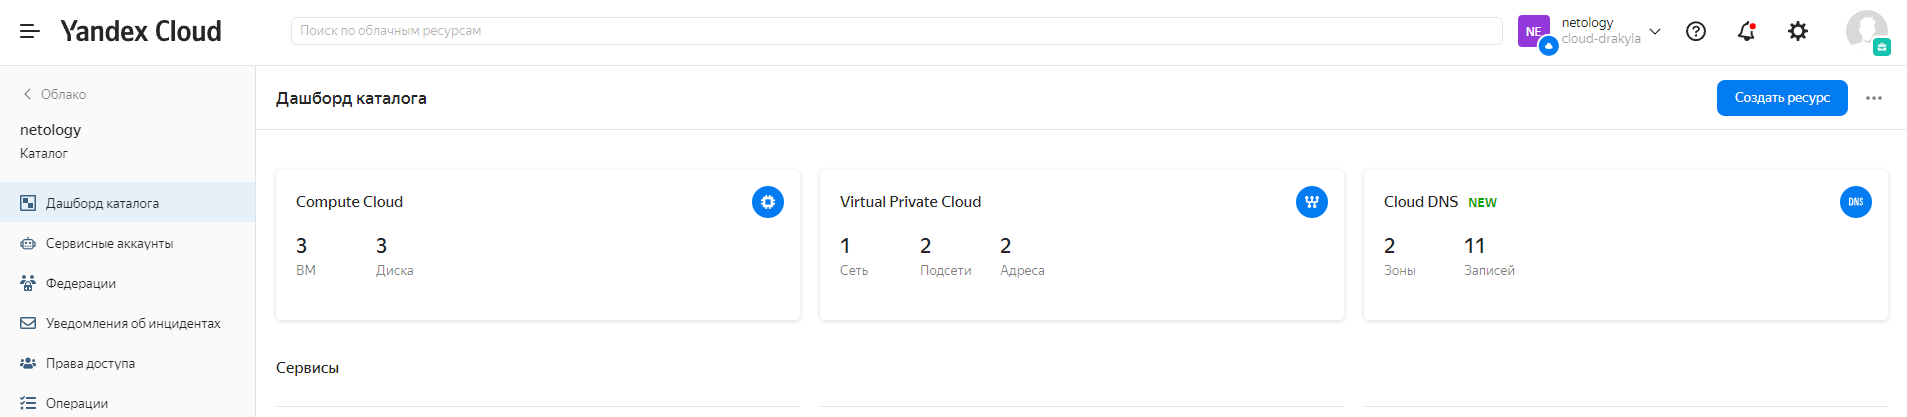 Yandex Cloud
Поиск по облачным ресурсам
NE
netology
cloud-drakyla
Облако
netology
Каталог
Дашборд каталога
Сервисные аккаунты
Федерации
Уведомления об инцидентах
Права доступа
Операции
Дашборд каталога
Создать ресурс
Compute Cloud
3 3
ВМ Диска
Virtual Private Cloud
1 2 2
Сеть Подсети Адреса
Cloud DNS NEW
DNS
2 11
Зоны Записей
Сервисы